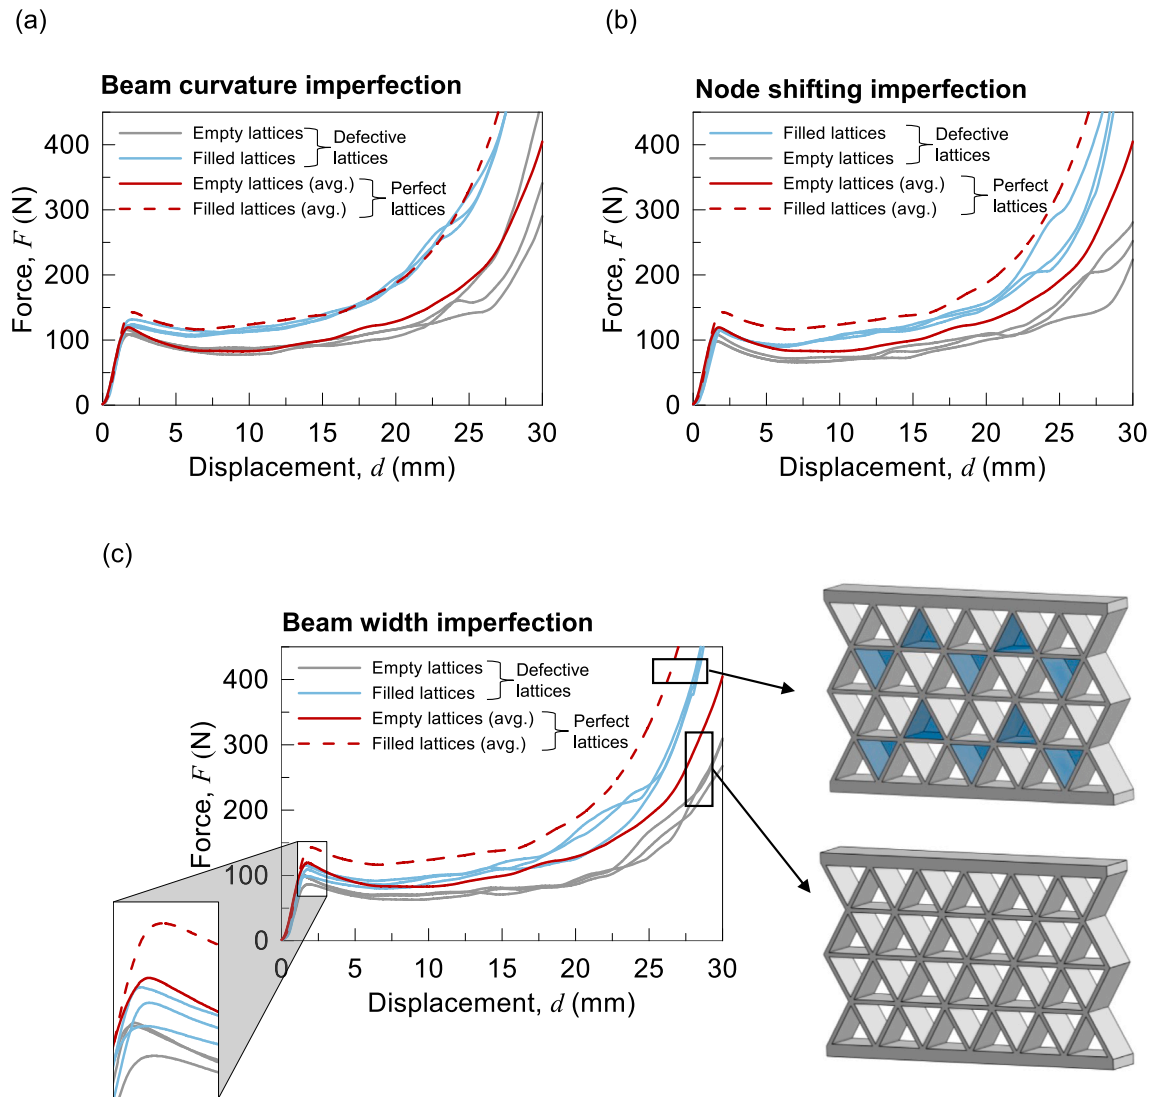 (a)
Beam curvature imperfection
Empty lattices
Filled lattices
Defective
lattices
Empty lattices (avg.)
Filled lattices (avg.)
Perfect
lattices
400
300
200
100
0
Force, F (N)
0 5 10 15 20 25 30
Displacement, d (mm)
(b)
Node shifting imperfection
Filled lattices
Empty lattices
Defective
lattices
Empty lattices (avg.)
Filled lattices (avg.)
Perfect
lattices
400
300
200
100
0
Force, F (N)
0 5 10 15 20 25 30
Displacement, d (mm)
(c)
Beam width imperfection
Empty lattices
Filled lattices
Defective
lattices
Empty lattices (avg.)
Filled lattices (avg.)
Perfect
lattices
400
300
200
100
0
Force, F (N)
0 5 10 15 20 25 30
Displacement, d (mm)